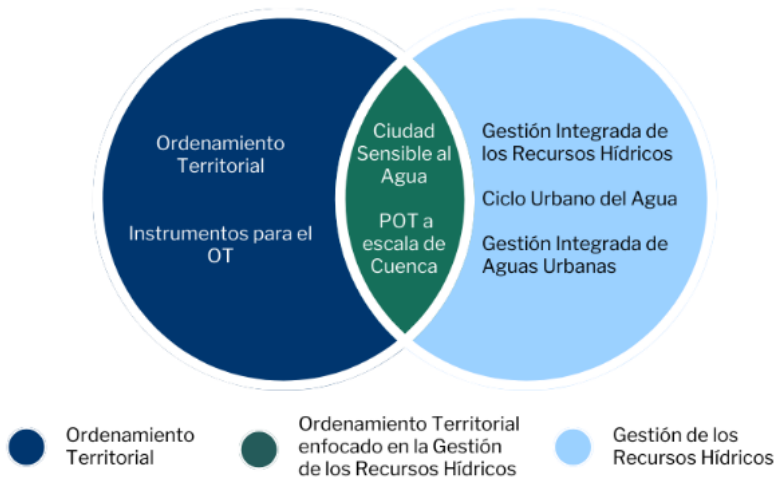 Ordenamiento
Territorial
Instrumentos para el
OT
Ciudad
Sensible al
Agua
POT a
escala de
Cuenca
Gestión Integrada de
los Recursos Hídricos
Ciclo Urbano del Agua
Gestión Integrada de
Aguas Urbanas
Ordenamiento
Territorial
Ordenamiento Territorial
enfocado en la Gestión
de los Recursos Hídricos
Gestión de los
Recursos Hídricos